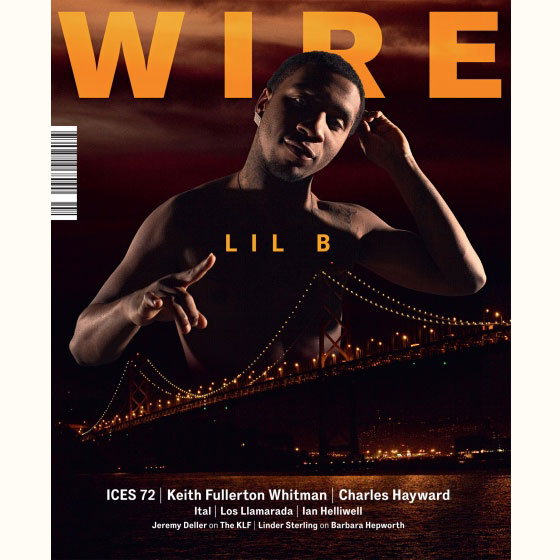 WIRE
LIL B
ICES 72 | Keith Fullerton Whitman | Charles Hayward
Ital | Los Llamarada | Ian Helliwell
Jeremy Deller on The KLF | Linder Sterling on Barbara Hepworth